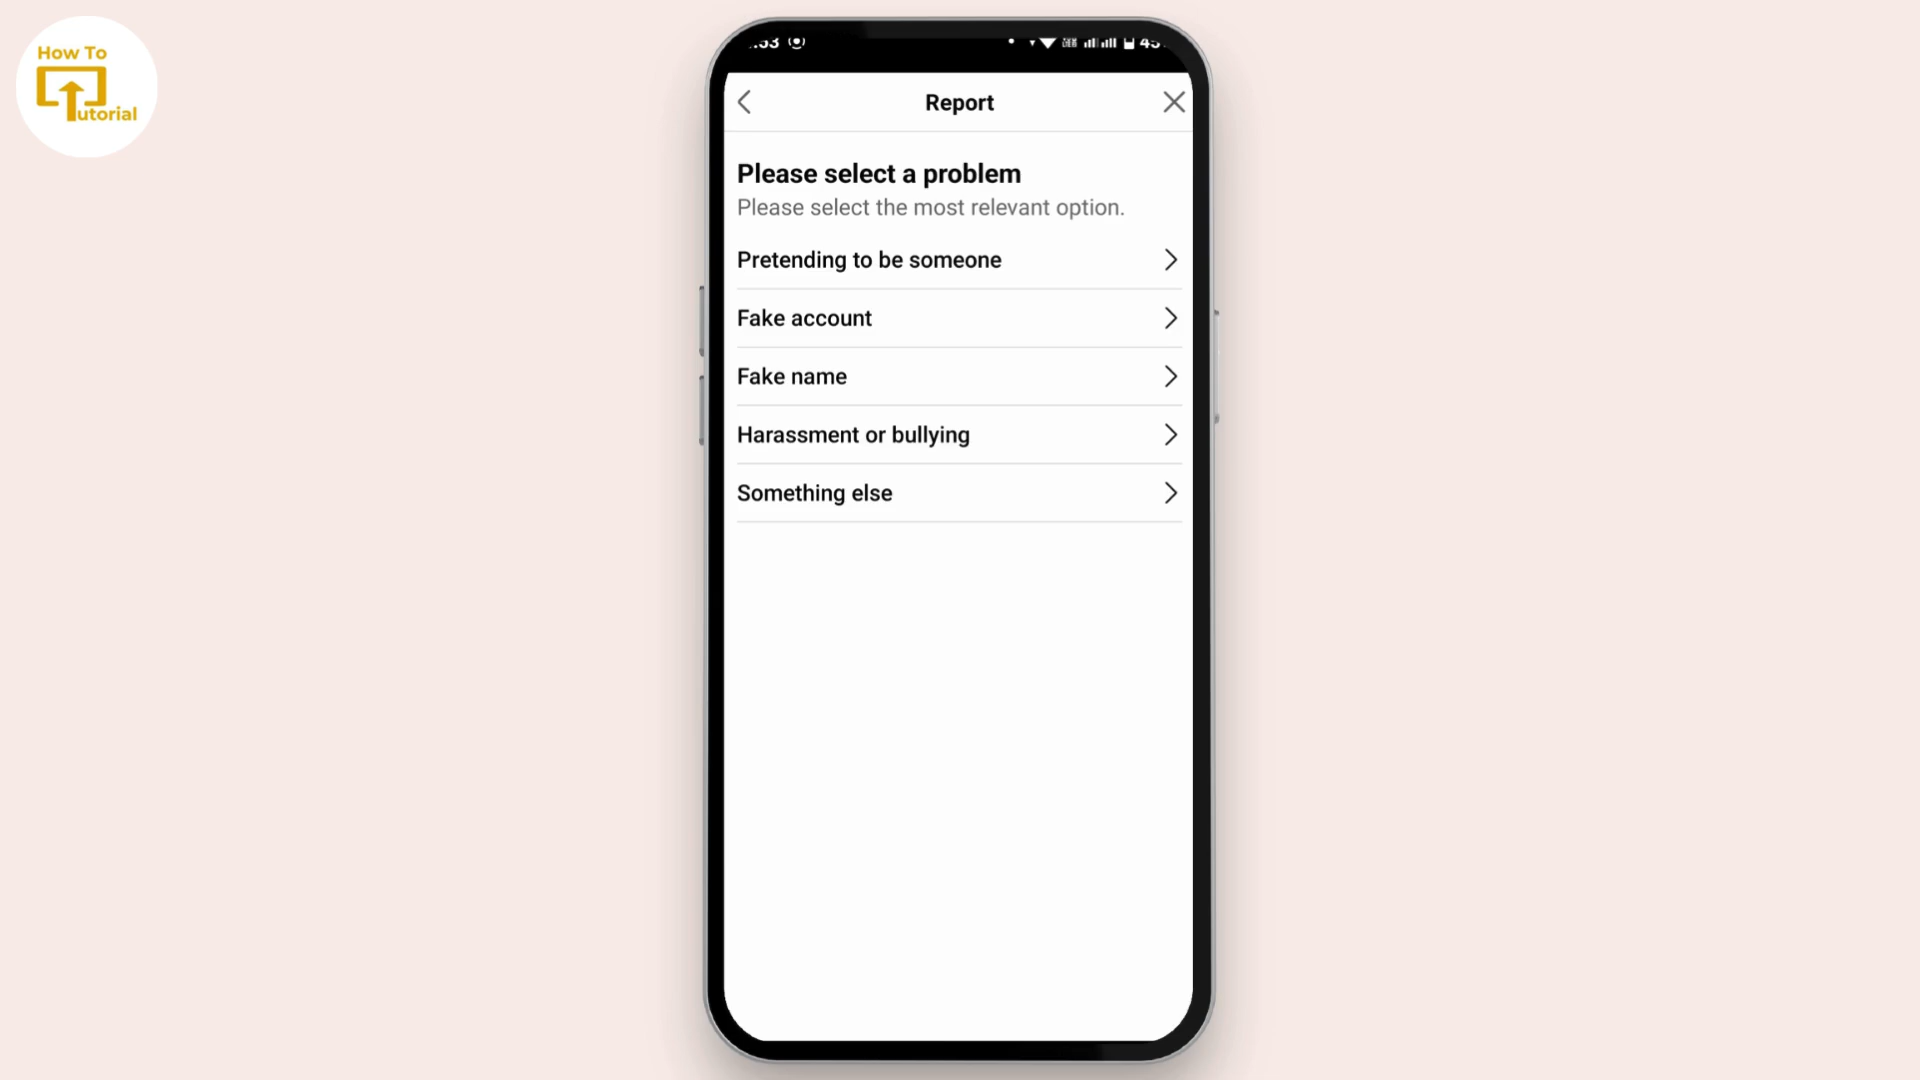 How To
Tutorial
Report
Please select a problem
Please select the most relevant option.
Pretending to be someone
Fake account
Fake name
Harassment or bullying
Something else